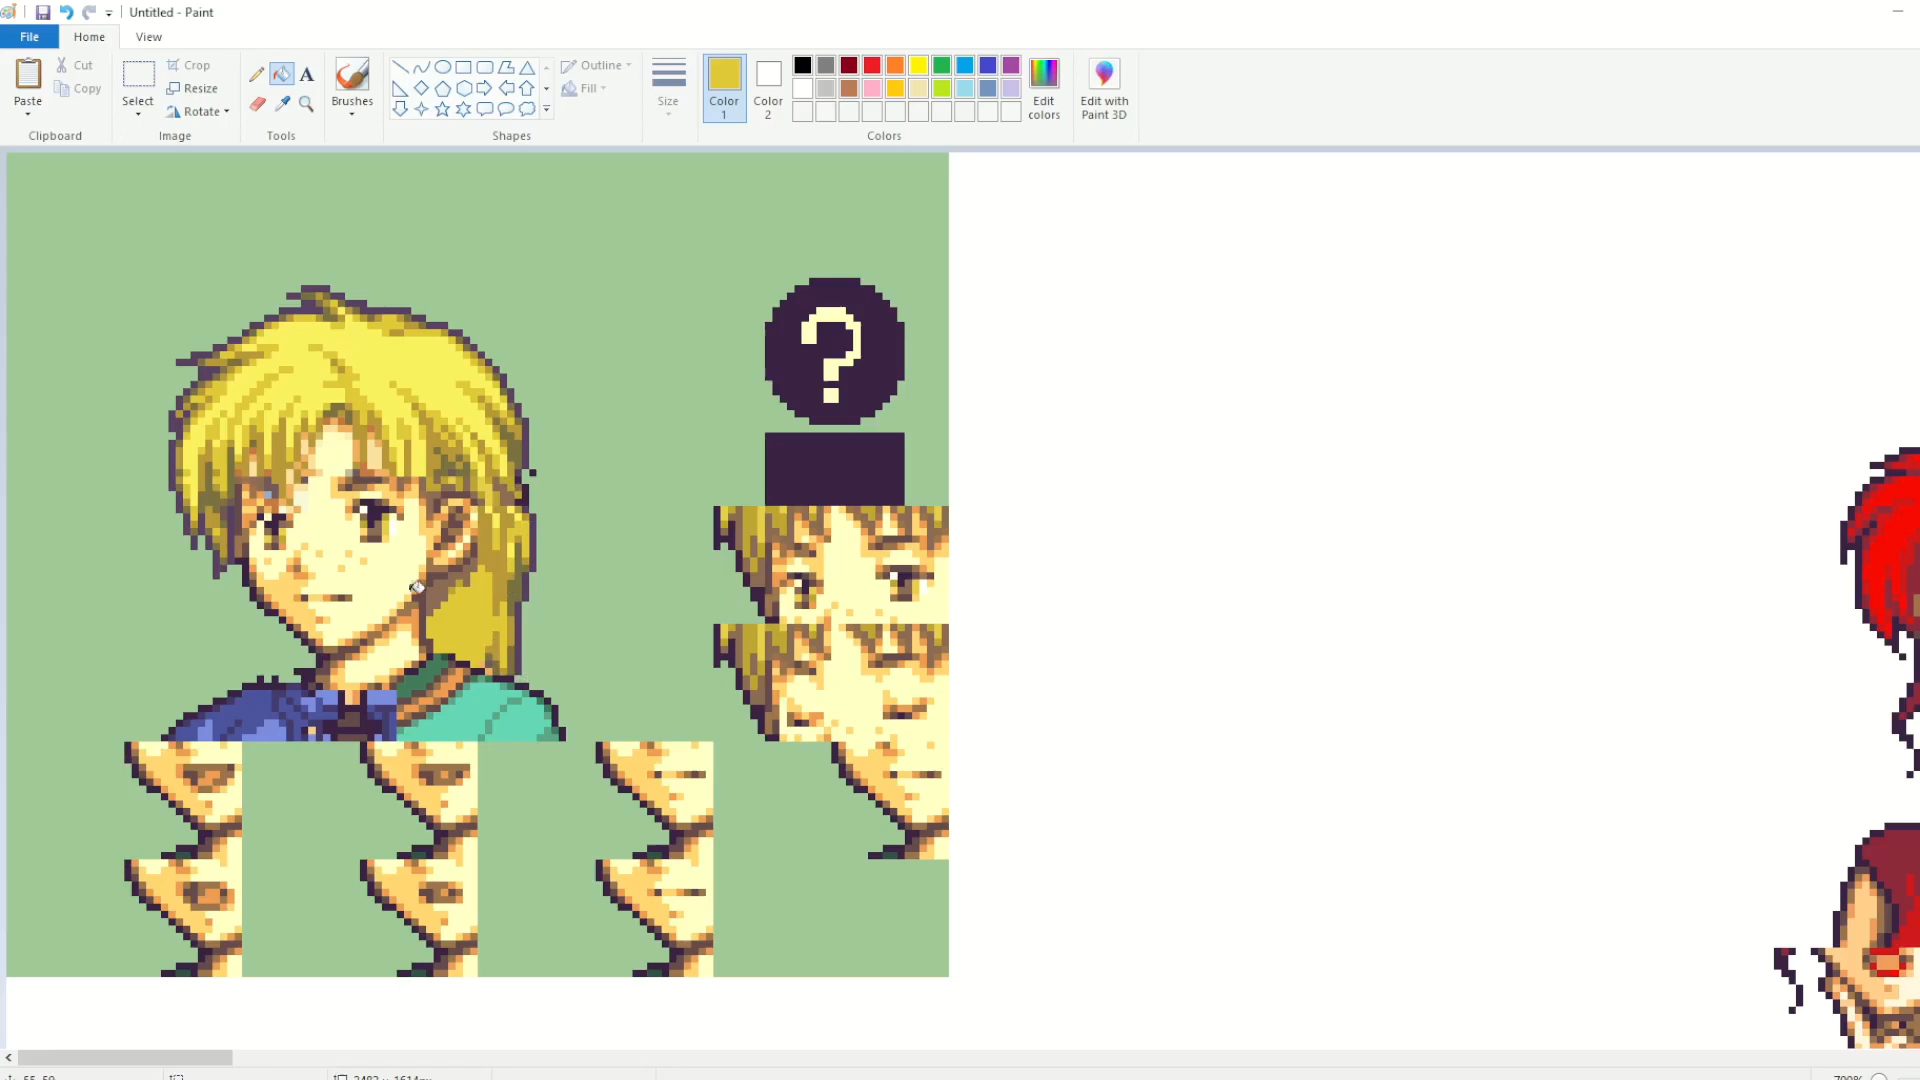 Untitled - Paint
File Home View
Paste
Cut
Copy
Clipboard
Select
Crop
Resize
Rotate
Image
A
Tools
Brushes
Shapes
Outline
Fill
Size
Color 1
Color 2
Colors
Edit colors
Edit with Paint 3D
?